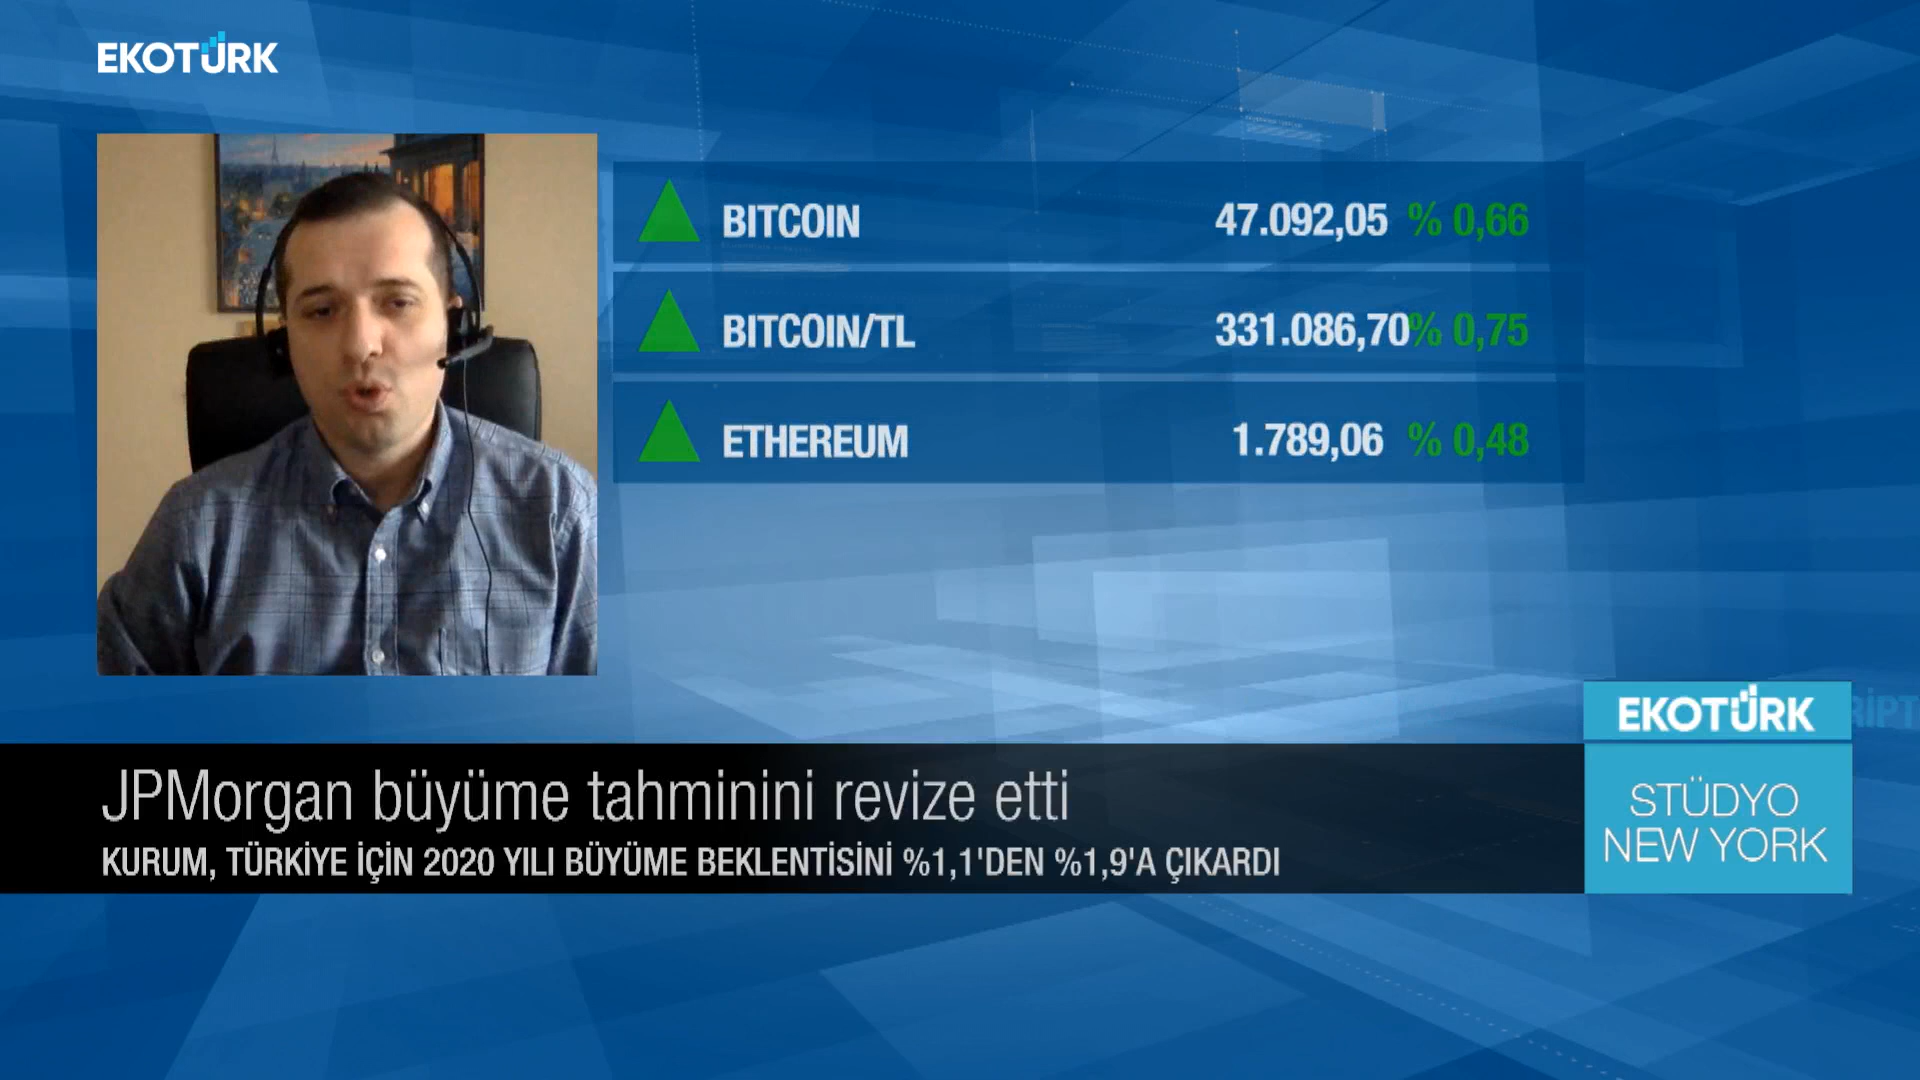 EKOTÜRK
BITCOIN 47.092,05 % 0,66
BITCOIN/TL 331.086,70 % 0,75
ETHEREUM 1.789,06 % 0,48
EKOTÜRK
STÜDYO
NEW YORK
JPMorgan büyüme tahminini revize etti
KURUM, TÜRKİYE İÇİN 2020 YILI BÜYÜME BEKLENTİSİNİ %1,1'DEN %1,9'A ÇIKARDI